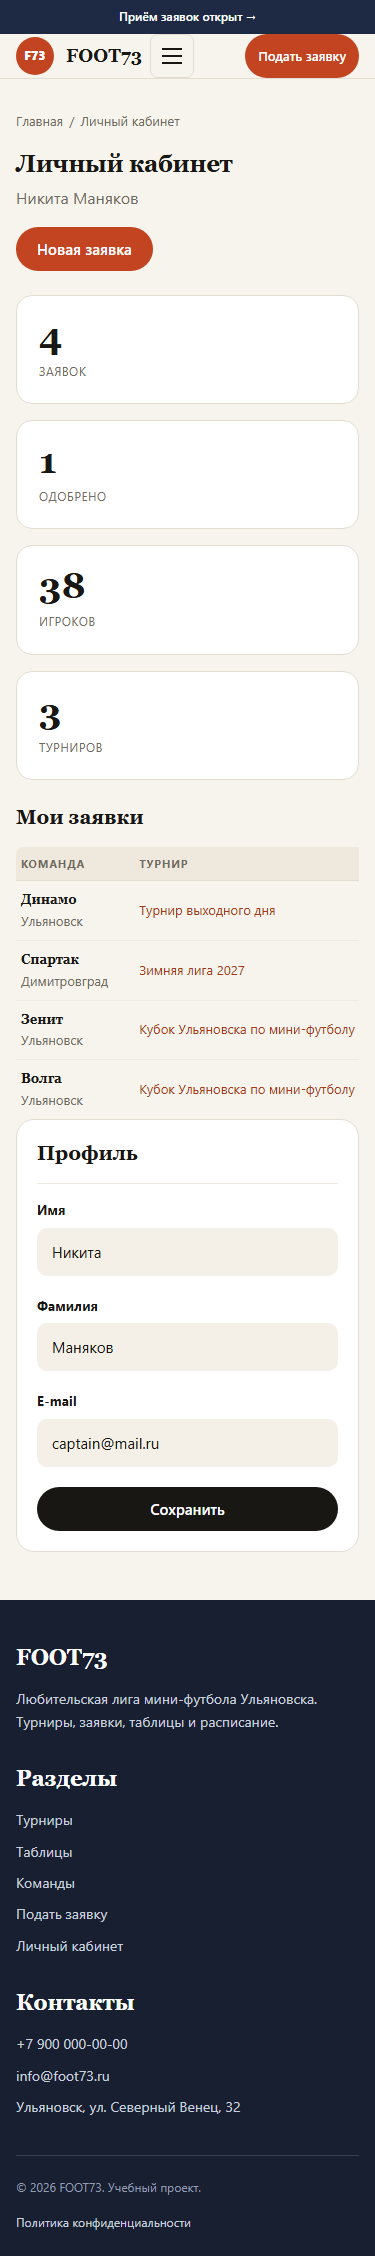 Приём заявок открыт →
F73 FOOT73 Подать заявку
Главная / Личный кабинет
Личный кабинет
Никита Маняков
Новая заявка
4
ЗАЯВОК
1
ОДОБРЕНО
38
ИГРОКОВ
3
ТУРНИРОВ
Мои заявки
КОМАНДА ТУРНИР
Динамо
Ульяновск
Турнир выходного дня
Спартак
Димитровград
Зимняя лига 2027
Зенит
Ульяновск
Кубок Ульяновска по мини-футболу
Волга
Ульяновск
Кубок Ульяновска по мини-футболу
Профиль
Имя
Никита
Фамилия
Маняков
E-mail
captain@mail.ru
Сохранить
FOOT73
Любительская лига мини-футбола Ульяновска.
Турниры, заявки, таблицы и расписание.
Разделы
Турниры
Таблицы
Команды
Подать заявку
Личный кабинет
Контакты
+7 900 000-00-00
info@foot73.ru
Ульяновск, ул. Северный Венец, 32
© 2026 FOOT73. Учебный проект.
Политика конфиденциальности